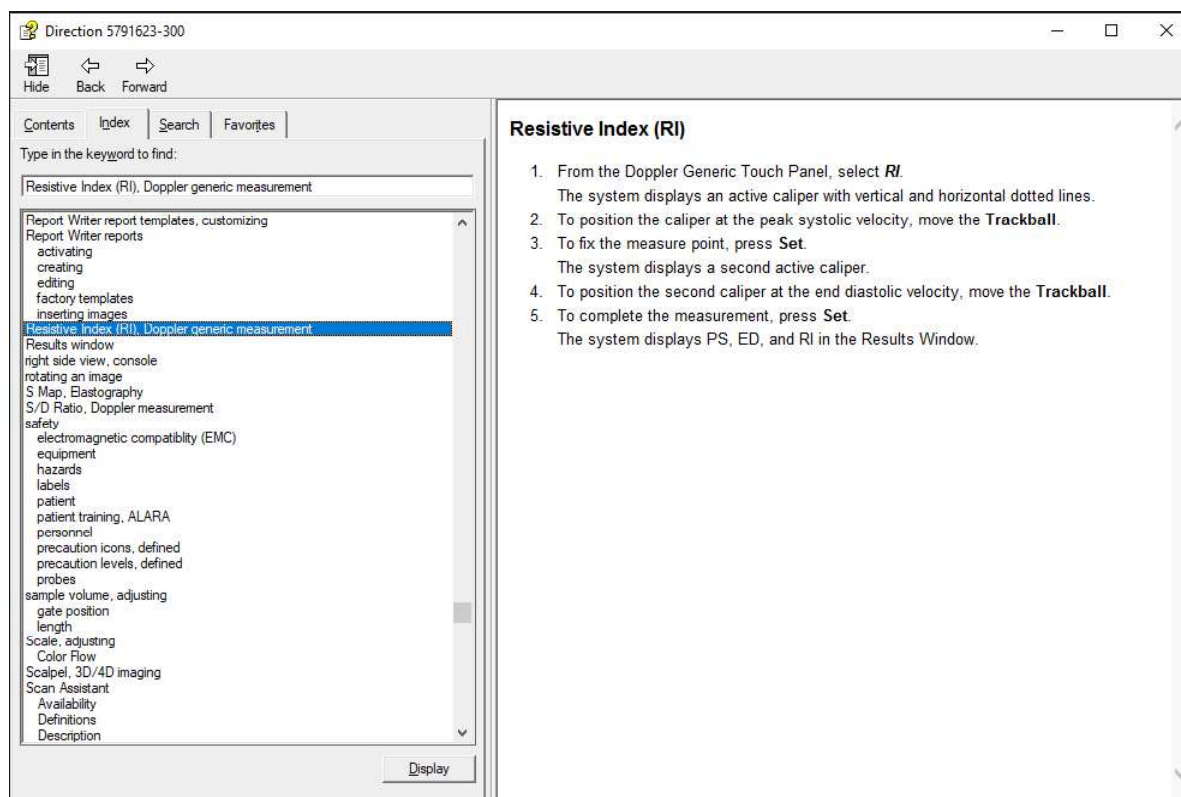 Direction 5791623-300
Hide Back Forward
Contents Index Search Favorites
Type in the keyword to find:
Resistive Index (RI), Doppler generic measurement
Report Writer report templates, customizing
Report Writer reports
activating
creating
editing
factory templates
inserting images
Resistive Index (RI), Doppler generic measurement
Results window
right side view, console
rotating an image
S Map, Elastography
S/D Ratio, Doppler measurement
safety
electromagnetic compatiblity (EMC)
equipment
hazards
labels
patient
patient training, ALARA
personnel
precaution icons, defined
precaution levels, defined
probes
sample volume, adjusting
gate position
length
Scale, adjusting
Color Flow
Scalpel, 3D/4D imaging
Scan Assistant
Availability
Definitions
Description
Display
Resistive Index (RI)
1. From the Doppler Generic Touch Panel, select RI.
The system displays an active caliper with vertical and horizontal dotted lines.
2. To position the caliper at the peak systolic velocity, move the Trackball.
3. To fix the measure point, press Set.
The system displays a second active caliper.
4. To position the second caliper at the end diastolic velocity, move the Trackball.
5. To complete the measurement, press Set.
The system displays PS, ED, and RI in the Results Window.